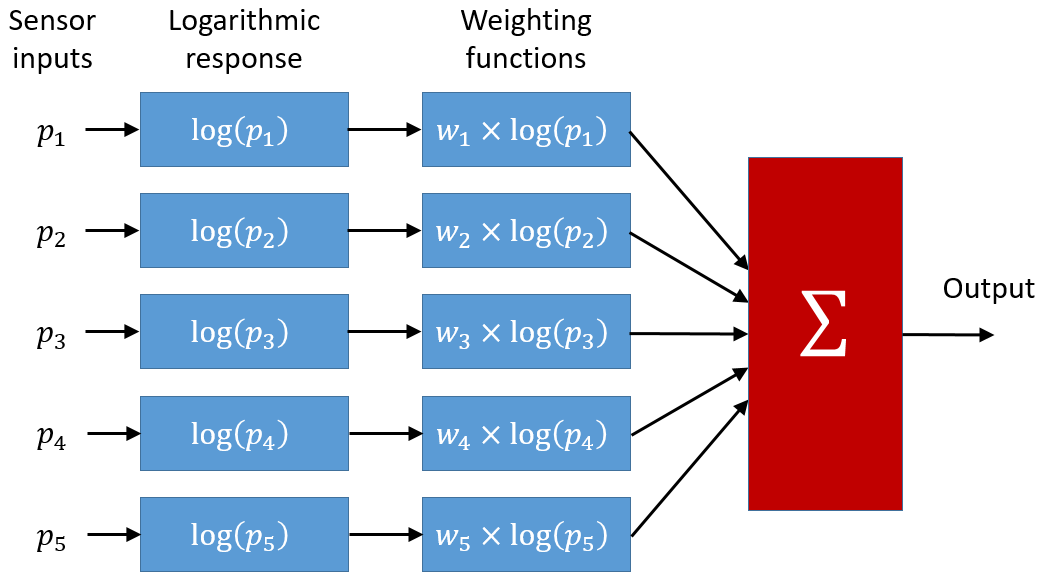 Sensor inputs
Logarithmic response
Weighting functions
p₁
log(p₁)
w₁ × log(p₁)
p₂
log(p₂)
w₂ × log(p₂)
p₃
log(p₃)
w₃ × log(p₃)
p₄
log(p₄)
w₄ × log(p₄)
p₅
log(p₅)
w₅ × log(p₅)
Σ
Output